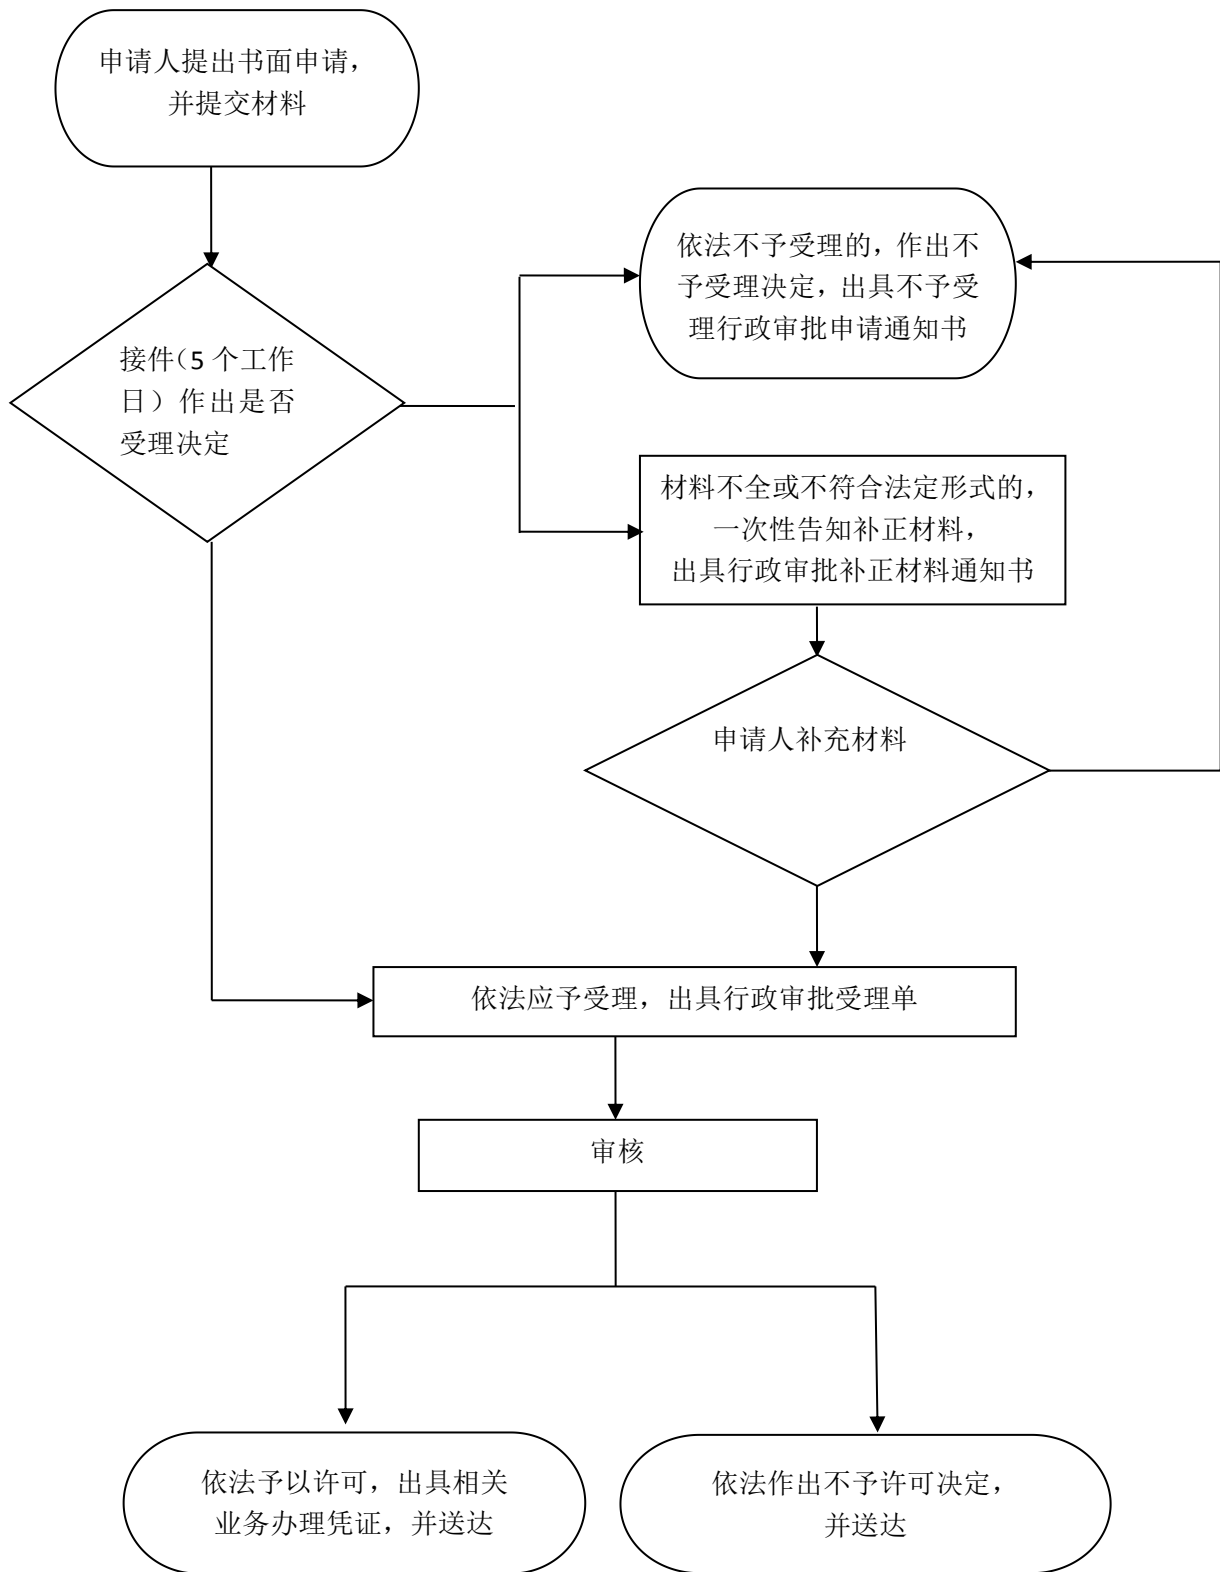 申请人提出书面申请，
并提交材料
依法不予受理的，作出不
予受理决定，出具不予受
理行政审批申请通知书
接件（5 个工作
日）作出是否
受理决定
材料不全或不符合法定形式的，
一次性告知补正材料，
出具行政审批补正材料通知书
申请人补充材料
依法应予受理，出具行政审批受理单
审核
依法予以许可，出具相关
业务办理凭证，并送达
依法作出不予许可决定，
并送达